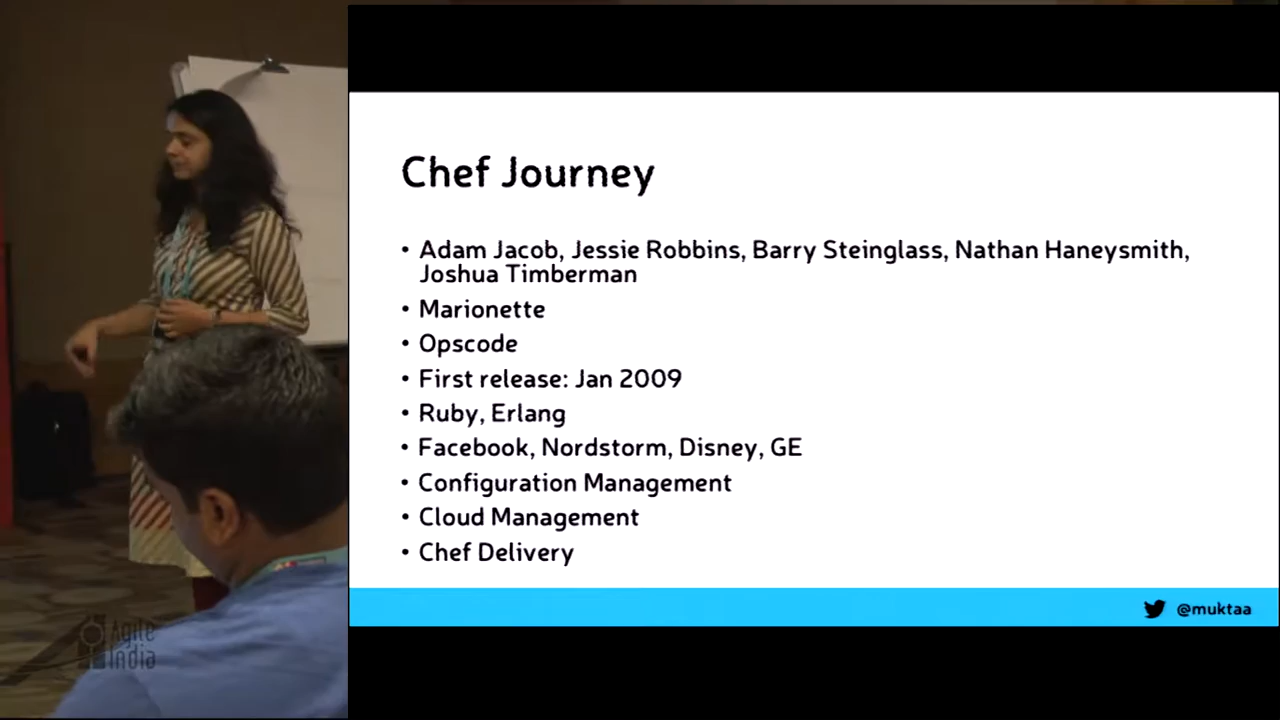 Chef Journey
• Adam Jacob, Jessie Robbins, Barry Steinglass, Nathan Haneysmith,
Joshua Timberman
• Marionette
• Opscode
• First release: Jan 2009
• Ruby, Erlang
• Facebook, Nordstorm, Disney, GE
• Configuration Management
• Cloud Management
• Chef Delivery
@muktaa
Agile
India